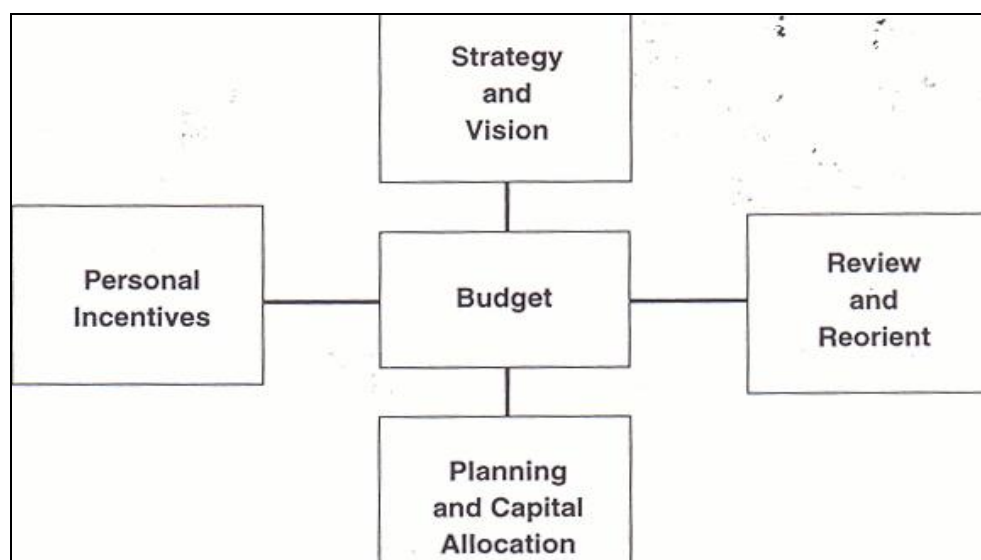 Strategy
and
Vision
Personal
Incentives
Budget
Review
and
Reorient
Planning
and Capital
Allocation